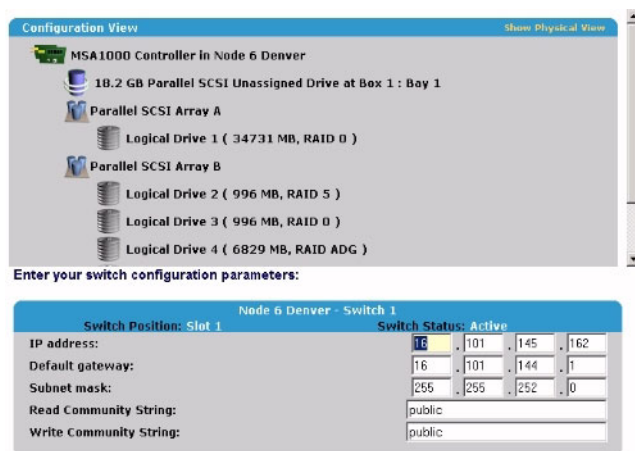 Configuration View Show Physical View
MSA1000 Controller in Node 6 Denver
18.2 GB Parallel SCSI Unassigned Drive at Box 1 : Bay 1
Parallel SCSI Array A
Logical Drive 1 ( 34731 MB, RAID 0 )
Parallel SCSI Array B
Logical Drive 2 ( 996 MB, RAID 5 )
Logical Drive 3 ( 996 MB, RAID 0 )
Logical Drive 4 ( 6829 MB, RAID ADG )
Enter your switch configuration parameters:
Node 6 Denver - Switch 1
Switch Position: Slot 1 Switch Status: Active
IP address: 16 . 101 . 145 . 162
Default gateway: 16 . 101 . 144 . 1
Subnet mask: 255 . 255 . 252 . 0
Read Community String: public
Write Community String: public